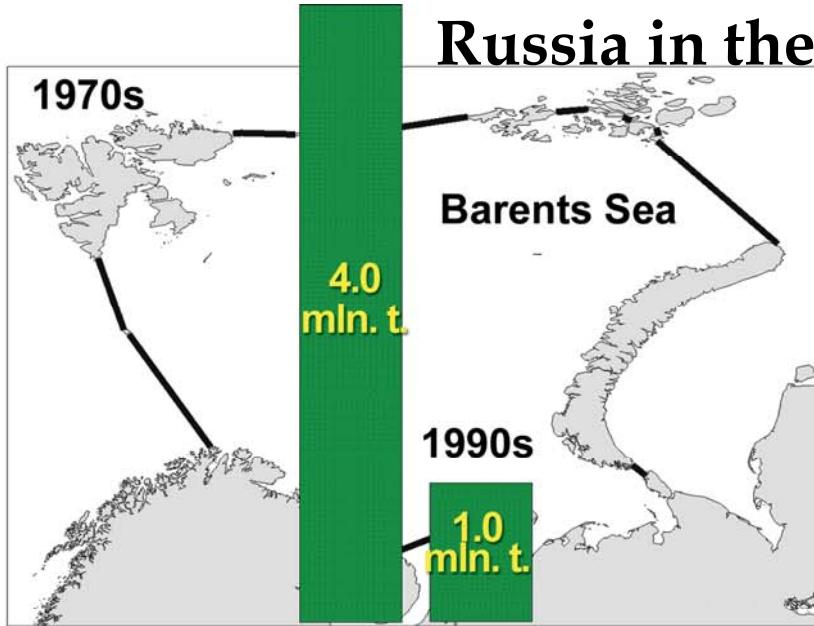 Russia in the
1970s
Barents Sea
4.0
mln. t.
1990s
1.0
mln. t.